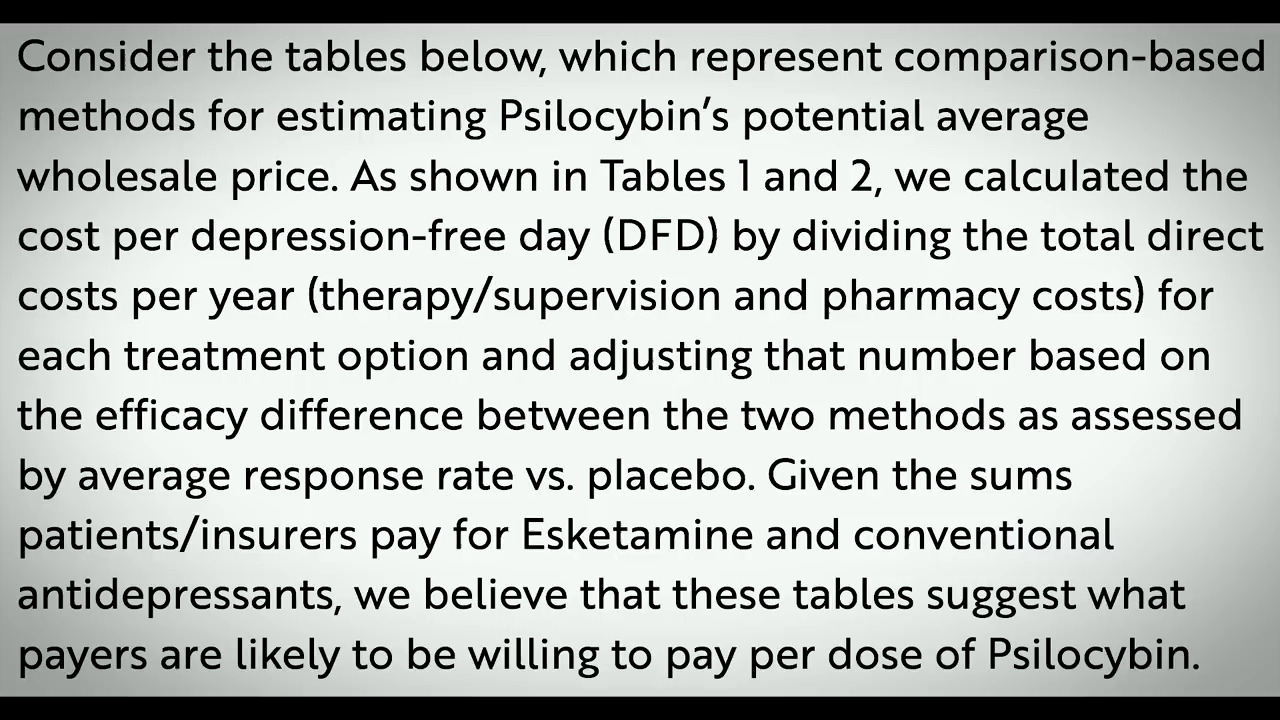 Consider the tables below, which represent comparison-based
methods for estimating Psilocybin’s potential average
wholesale price. As shown in Tables 1 and 2, we calculated the
cost per depression-free day (DFD) by dividing the total direct
costs per year (therapy/supervision and pharmacy costs) for
each treatment option and adjusting that number based on
the efficacy difference between the two methods as assessed
by average response rate vs. placebo. Given the sums
patients/insurers pay for Esketamine and conventional
antidepressants, we believe that these tables suggest what
payers are likely to be willing to pay per dose of Psilocybin.